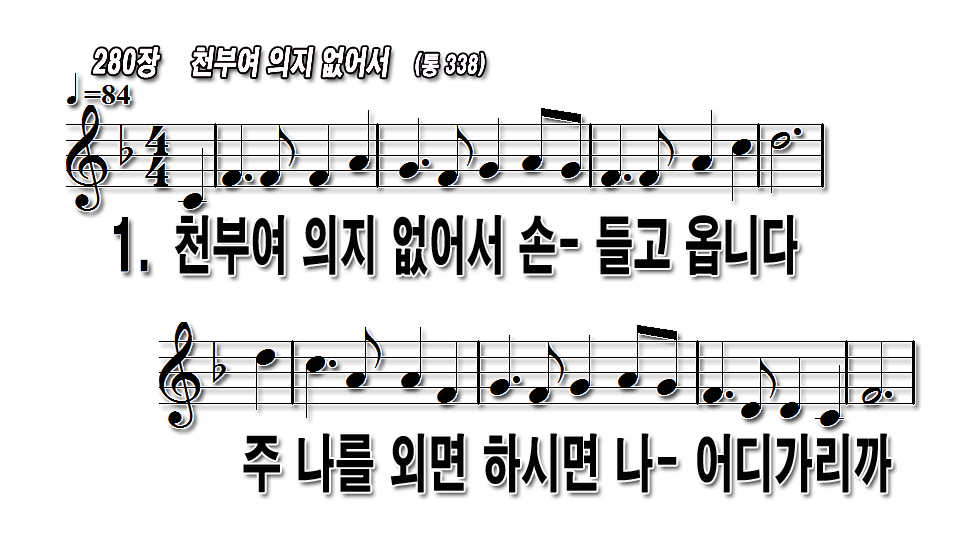 280장 천부여 의지 없어서 (통 338)
♩=84
4
4
1. 천부여 의지 없어서 손- 들고 옵니다
주 나를 외면 하시면 나- 어디가리까